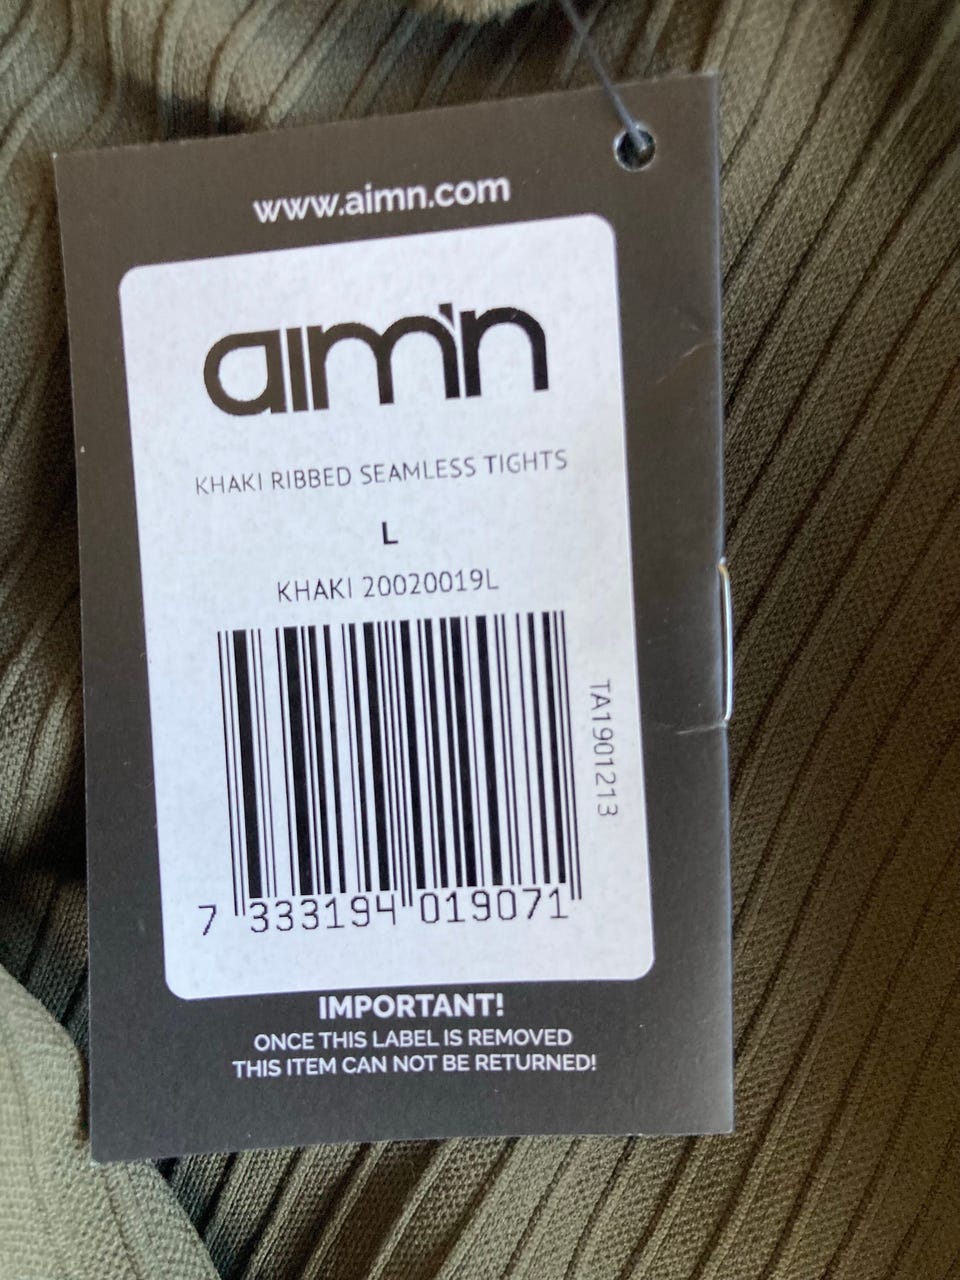 www.aimn.com
aim'n
KHAKI RIBBED SEAMLESS TIGHTS
L
KHAKI 20020019L
TA1901213
7 333194 019071
IMPORTANT!
ONCE THIS LABEL IS REMOVED
THIS ITEM CAN NOT BE RETURNED!